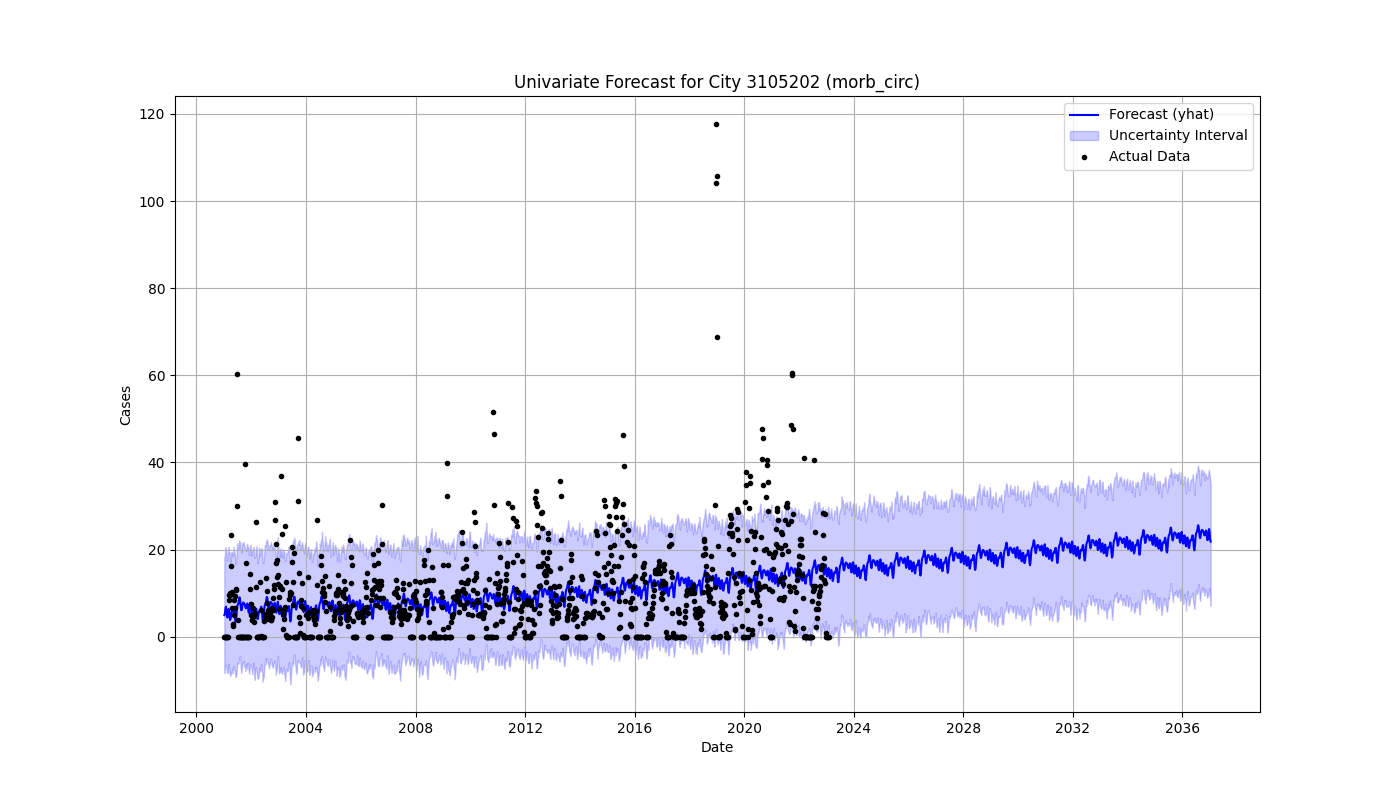 Univariate Forecast for City 3105202 (morb_circ)
Forecast (yhat)
Uncertainty Interval
Actual Data
Cases
120
100
80
60
40
20
0
2000 2004 2008 2012 2016 2020 2024 2028 2032 2036
Date